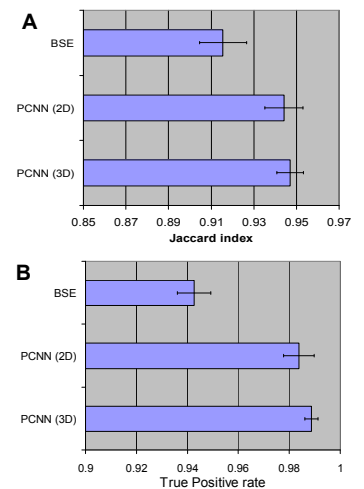 A
BSE
PCNN (2D)
PCNN (3D)
0.85 0.87 0.89 0.91 0.93 0.95 0.97
Jaccard index
B
BSE
PCNN (2D)
PCNN (3D)
0.9 0.92 0.94 0.96 0.98 1
True Positive rate